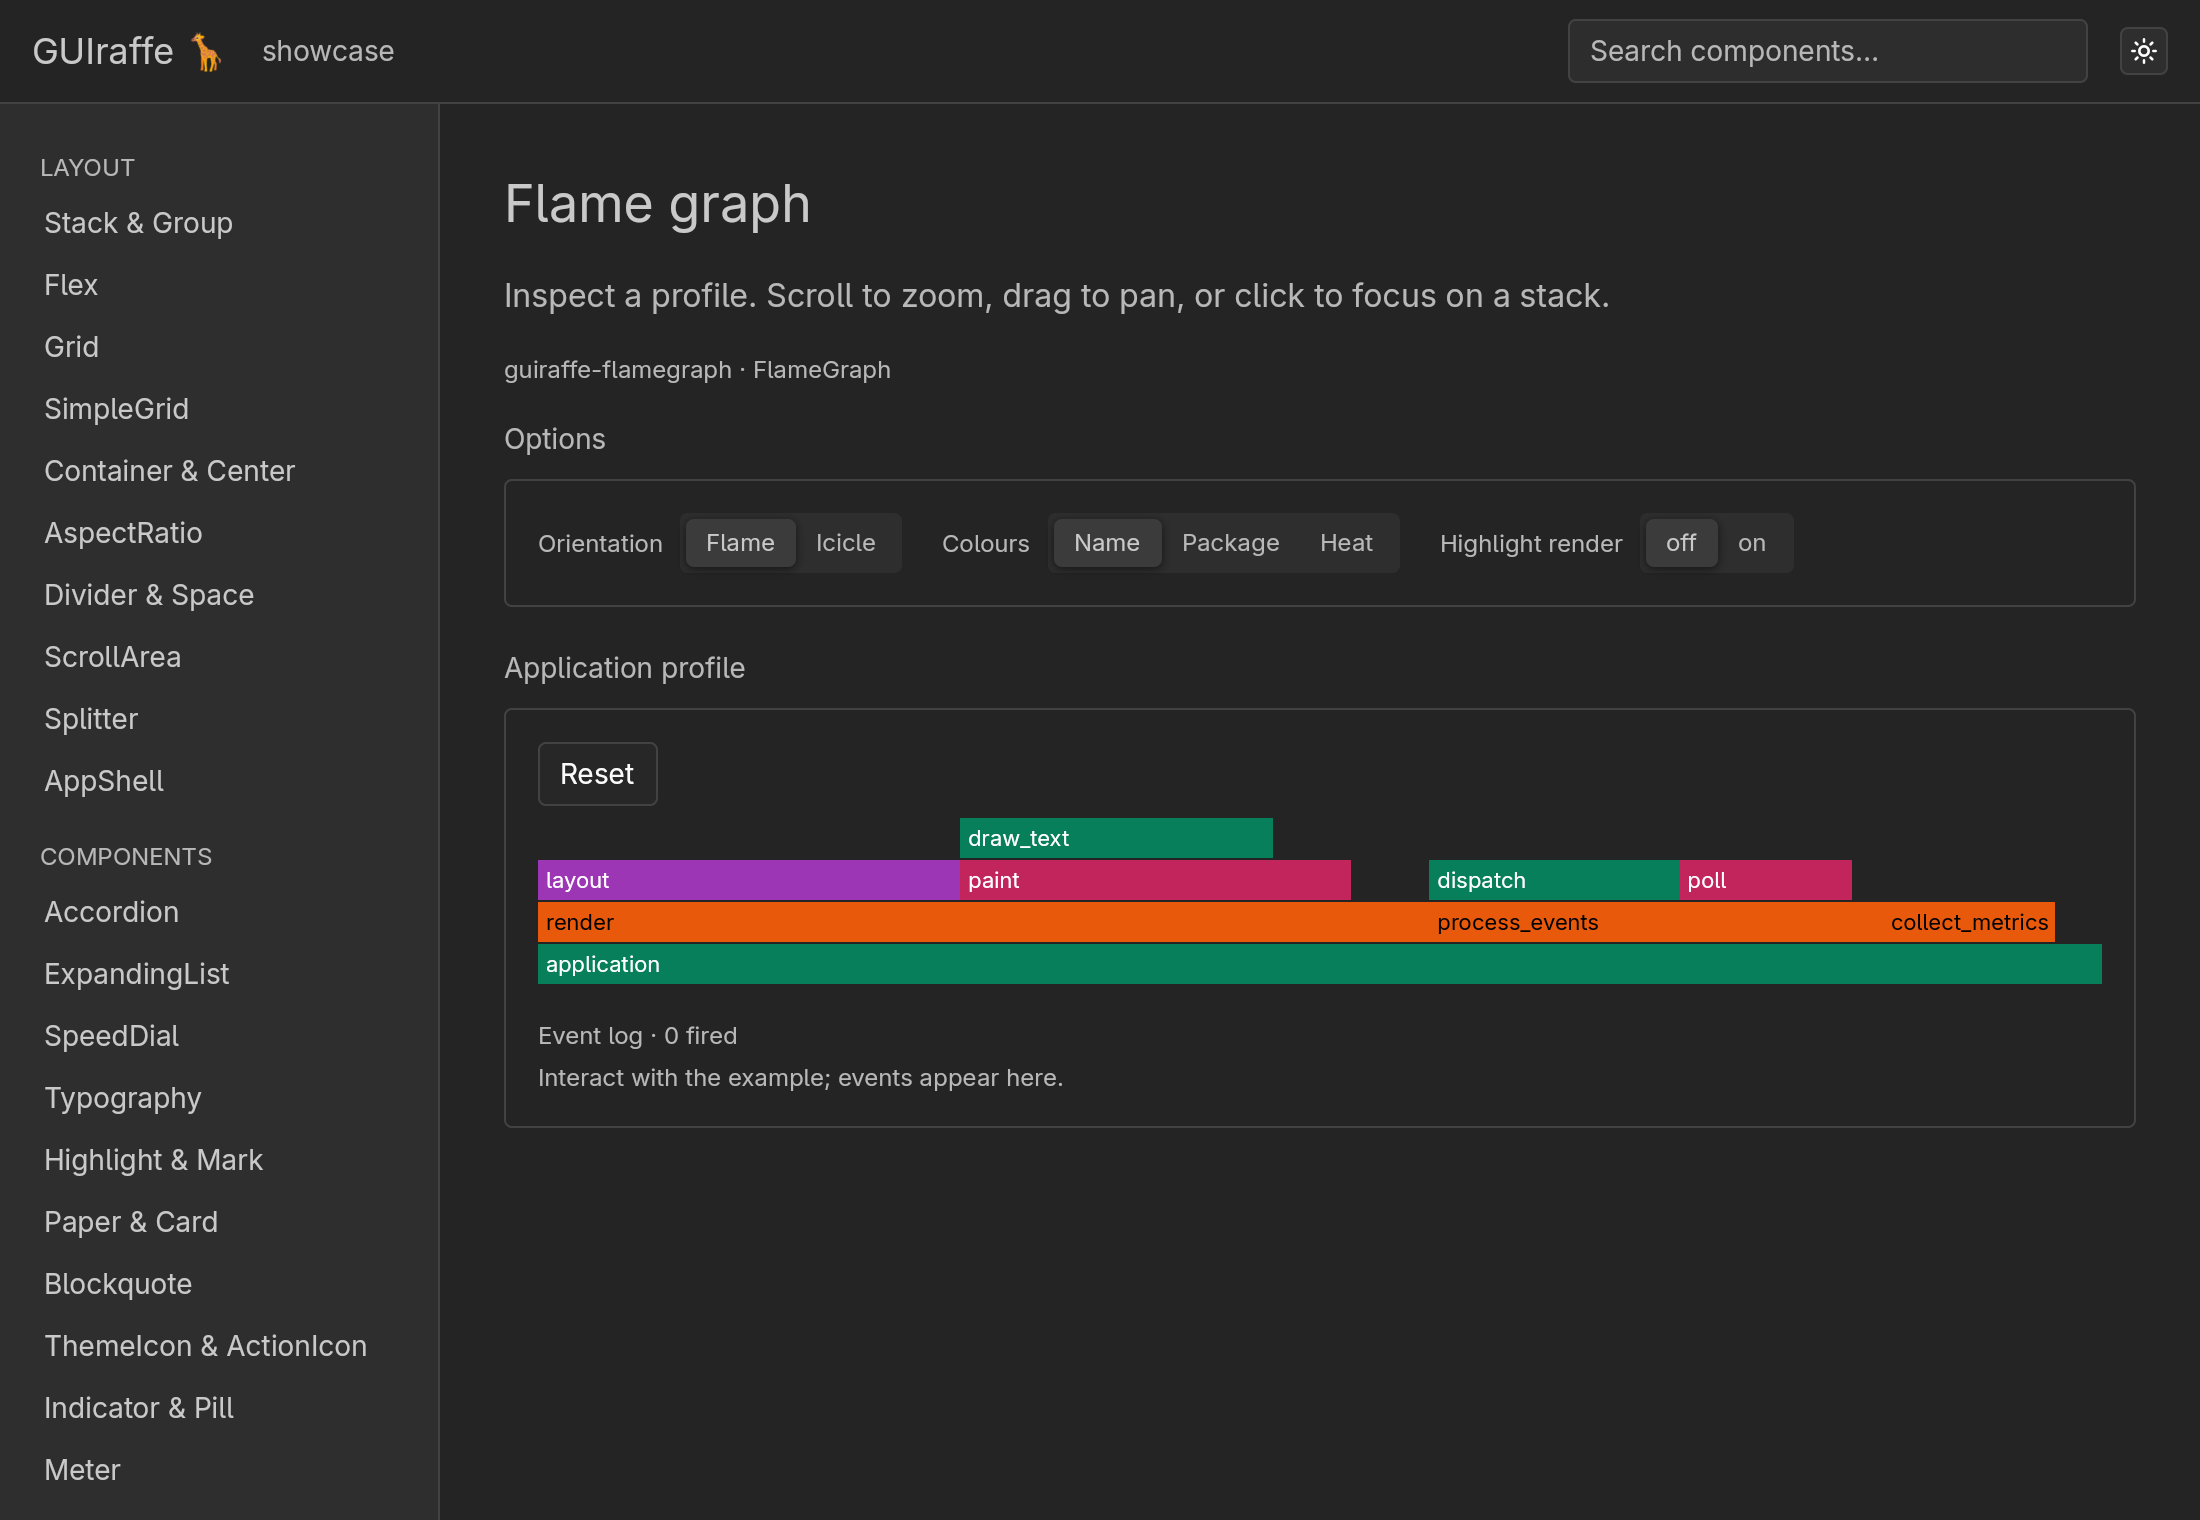 GUIraffe 🦒 showcase
Search components...
LAYOUT
Stack & Group
Flex
Grid
SimpleGrid
Container & Center
AspectRatio
Divider & Space
ScrollArea
Splitter
AppShell
COMPONENTS
Accordion
ExpandingList
SpeedDial
Typography
Highlight & Mark
Paper & Card
Blockquote
ThemeIcon & ActionIcon
Indicator & Pill
Meter
Flame graph
Inspect a profile. Scroll to zoom, drag to pan, or click to focus on a stack.
guiraffe-flamegraph · FlameGraph
Options
Orientation Flame Icicle Colours Name Package Heat Highlight render off on
Application profile
Reset
draw_text
layout paint dispatch poll
render process_events collect_metrics
application
Event log · 0 fired
Interact with the example; events appear here.